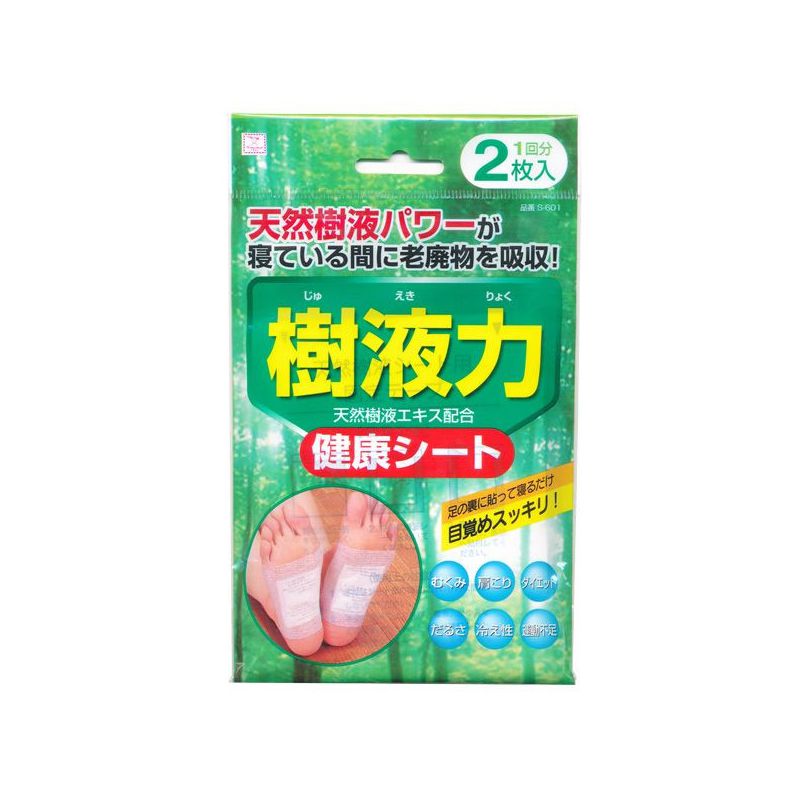 1回分
2枚入
品番 S-601
天然樹液パワーが
寝ている間に老廃物を吸収!
じゅ えき りょく
樹液力
天然樹液エキス配合
健康シート
足の裏に貼って寝るだけ
目覚めスッキリ!
むくみ 肩こり ダイエット
だるさ 冷え性 運動不足